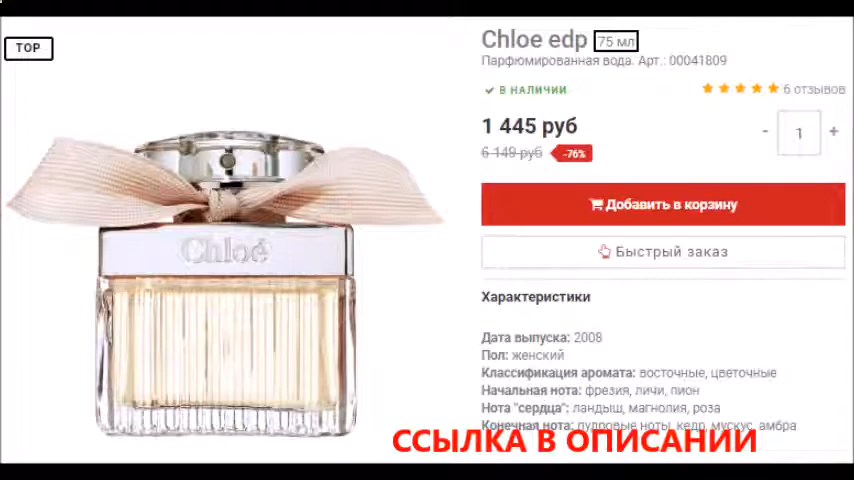 TOP
Chloé
Chloe edp 75 мл
Парфюмированная вода. Арт.: 00041809
В НАЛИЧИИ
6 отзывов
1 445 руб
6 149 руб -76%
- 1 +
Добавить в корзину
Быстрый заказ
Характеристики
Дата выпуска: 2008
Пол: женский
Классификация аромата: восточные, цветочные
Начальная нота: фрезия, личи, пион
Нота "сердца": ландыш, магнолия, роза
Конечная нота: пудровые ноты, кедр, мускус, амбра
ССЫЛКА В ОПИСАНИИ